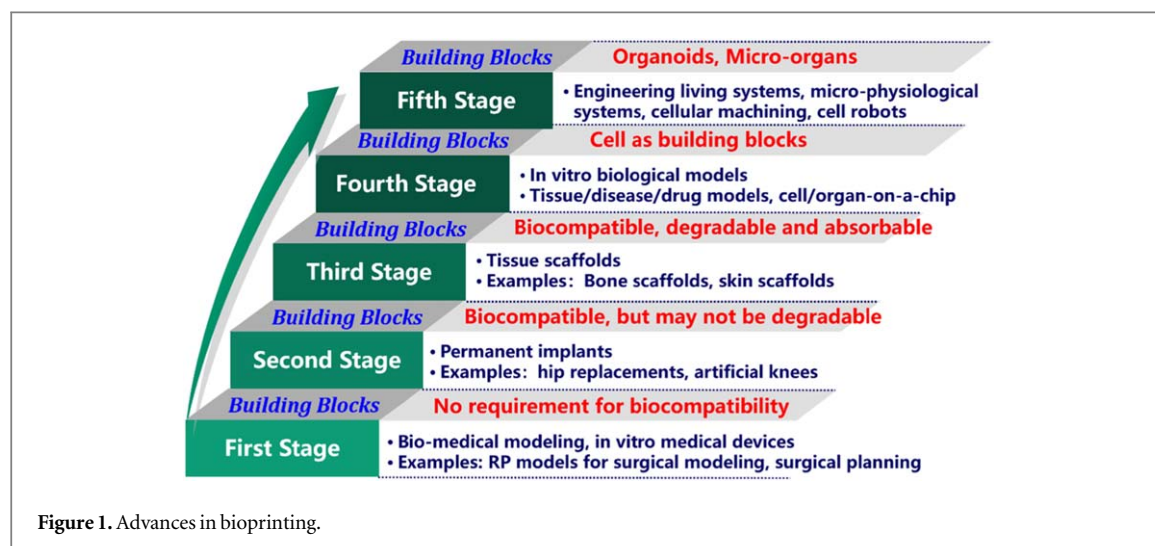 Building Blocks Organoids, Micro-organs
Fifth Stage
• Engineering living systems, micro-physiological
systems, cellular machining, cell robots
Building Blocks Cell as building blocks
Fourth Stage
• In vitro biological models
• Tissue/disease/drug models, cell/organ-on-a-chip
Building Blocks Biocompatible, degradable and absorbable
Third Stage
• Tissue scaffolds
• Examples: Bone scaffolds, skin scaffolds
Building Blocks Biocompatible, but may not be degradable
Second Stage
• Permanent implants
• Examples: hip replacements, artificial knees
Building Blocks No requirement for biocompatibility
First Stage
• Bio-medical modeling, in vitro medical devices
• Examples: RP models for surgical modeling, surgical planning
Figure 1. Advances in bioprinting.